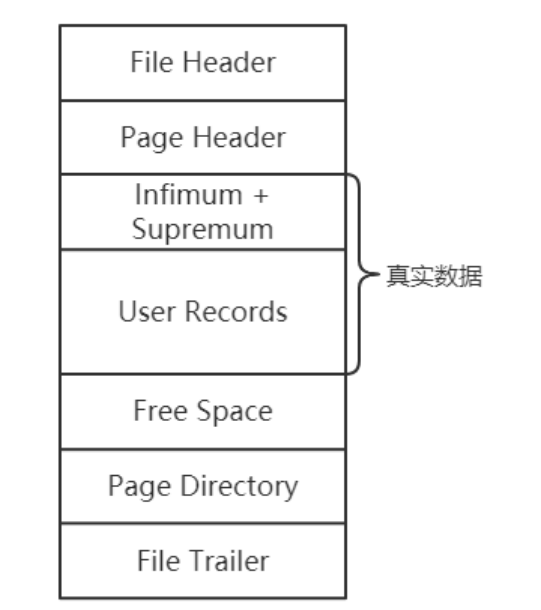 File Header
Page Header
Infimum +
Supremum
User Records
真实数据
Free Space
Page Directory
File Trailer